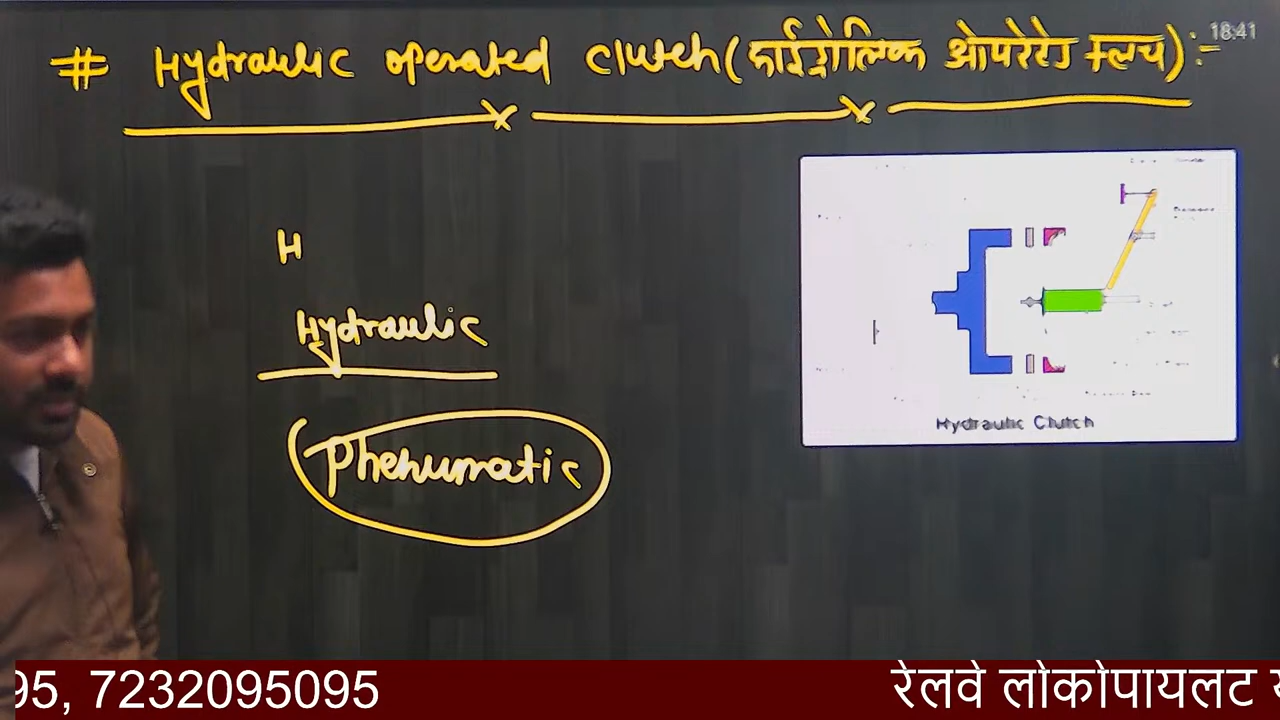 # Hydraulic operated Clutch (हाईड्रोलिक ओपरेटेड क्लच) :-
18:41
H
Hydraulic
Phenumatic
Hydraulic Clutch
95, 7232095095
रेलवे लोकोपायलट